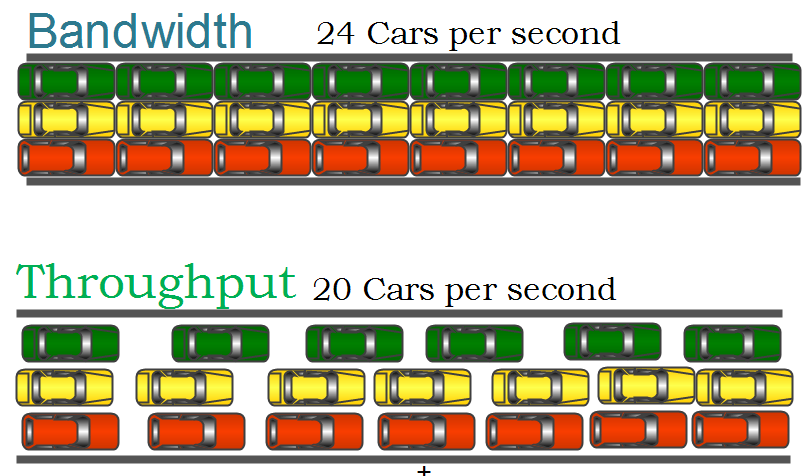 Bandwidth 24 Cars per second
Throughput 20 Cars per second
+